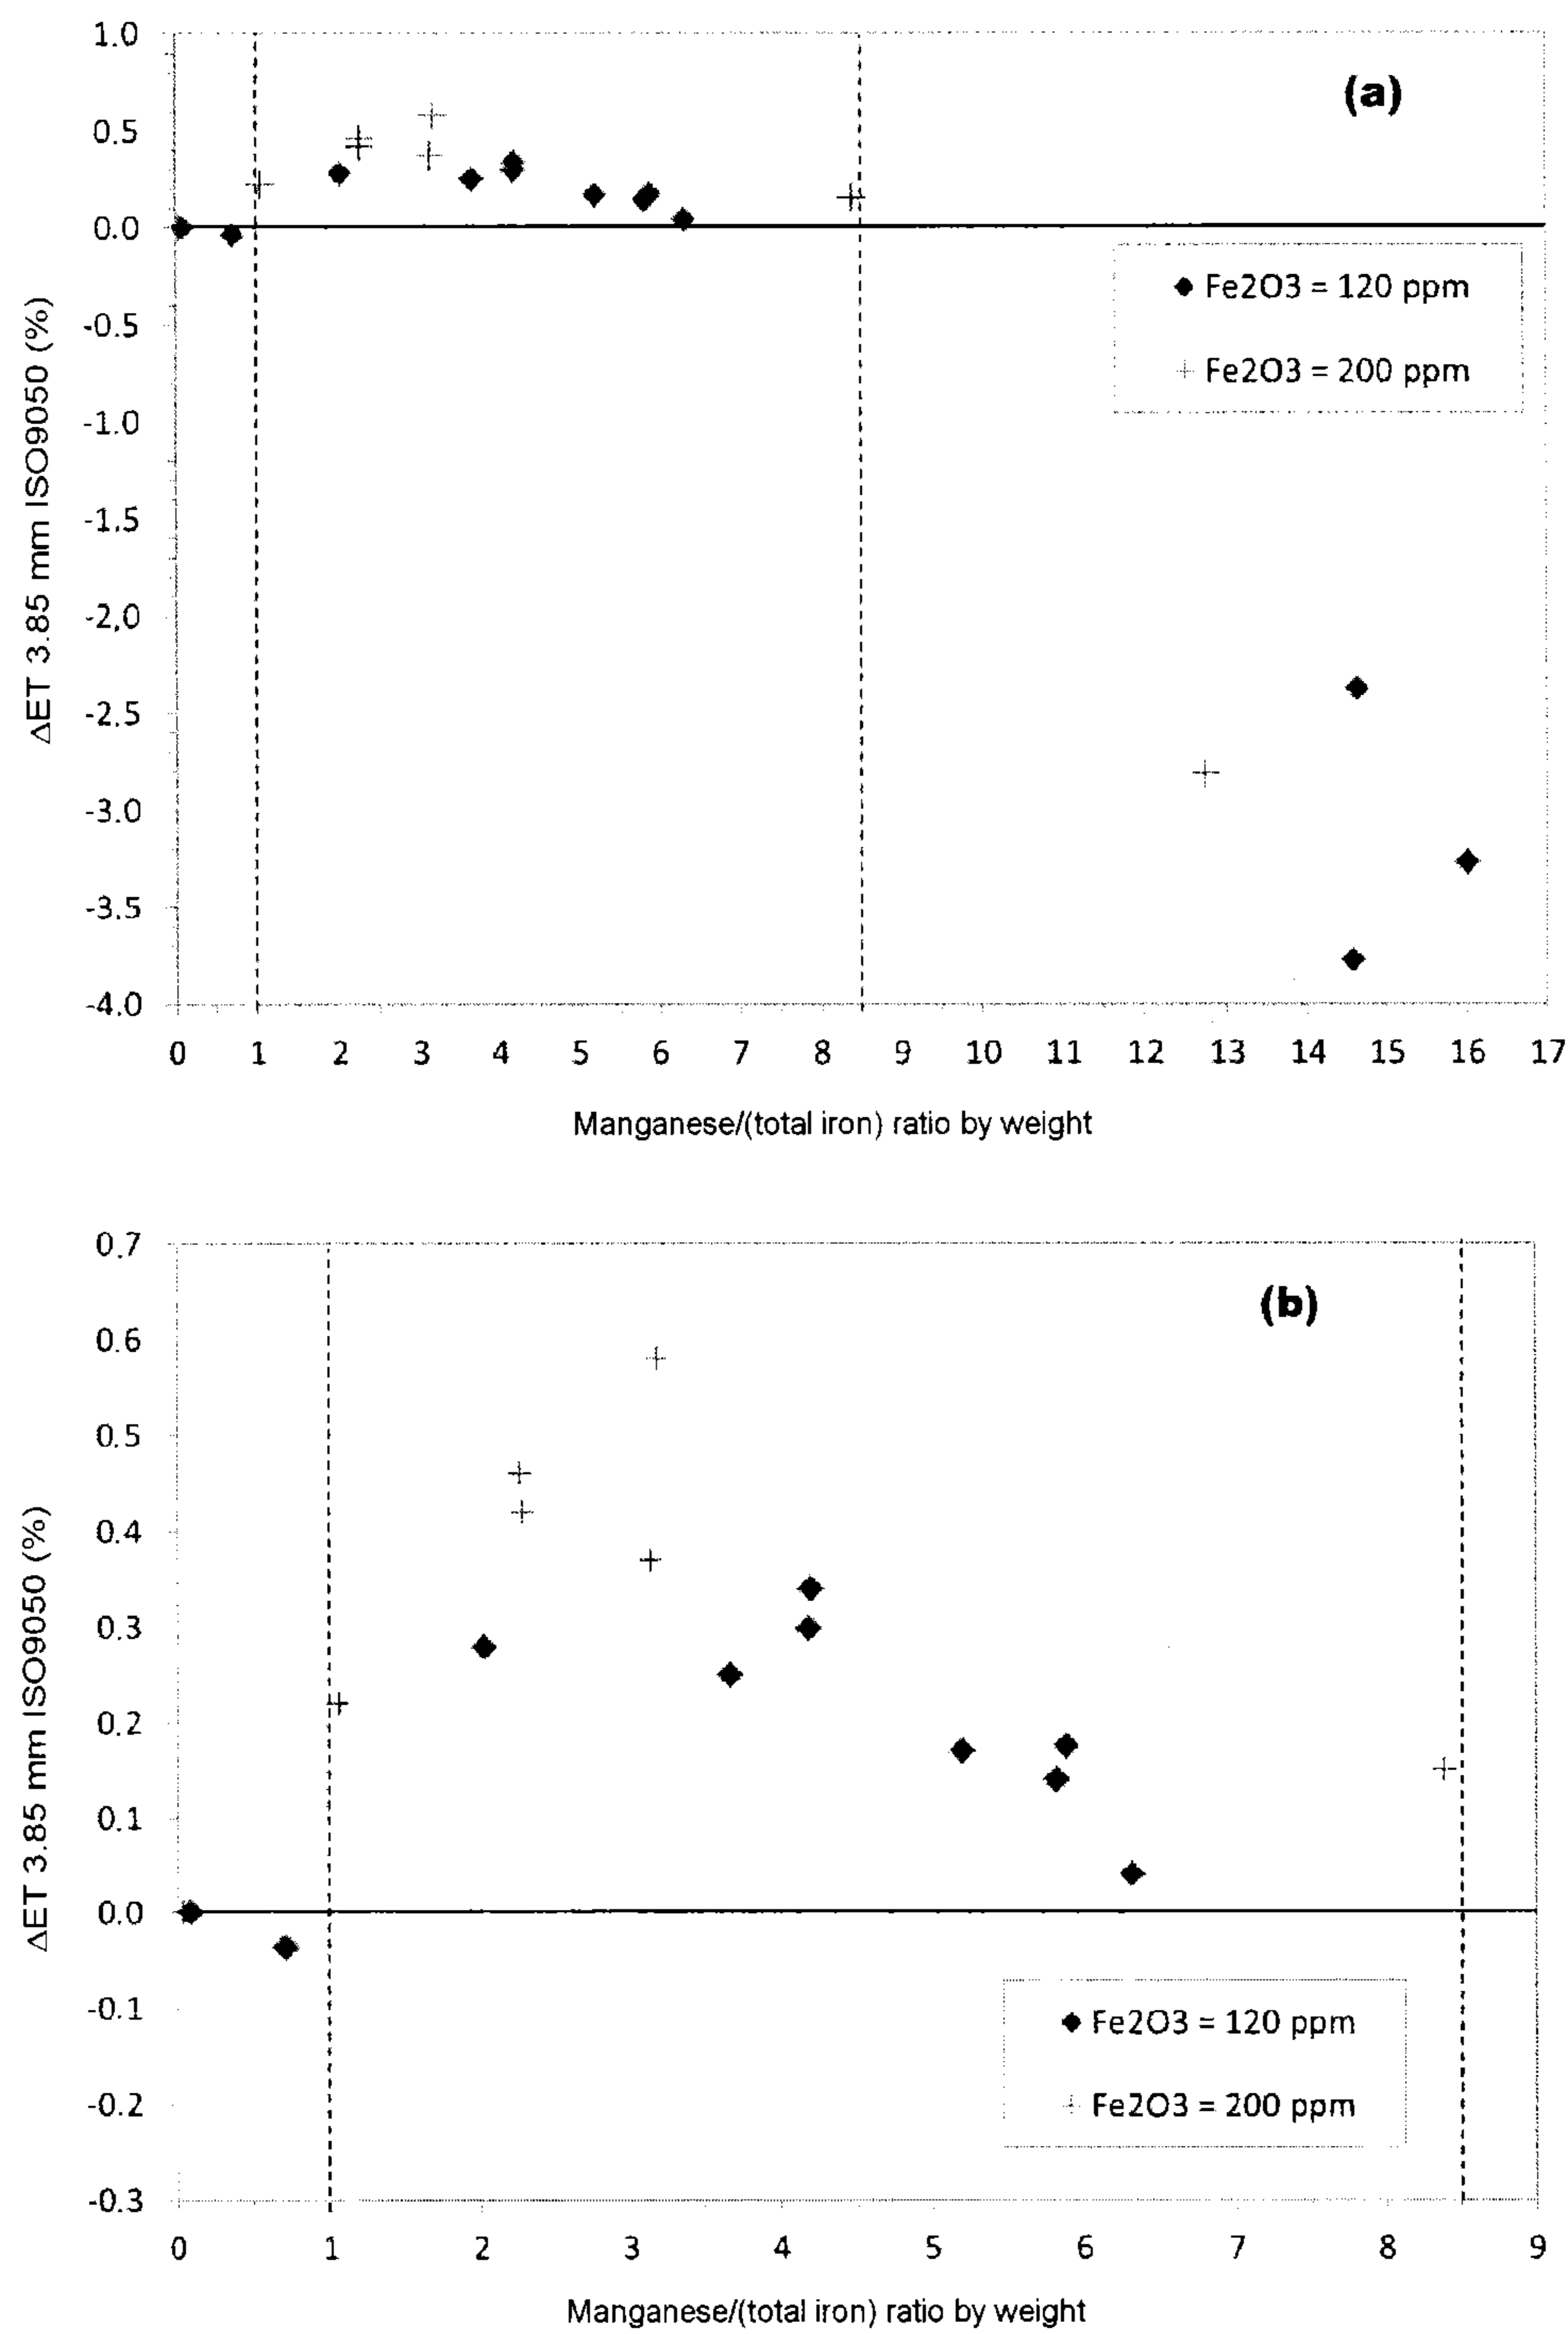 1.0
(a)
0.5
0.0
Fe2O3 = 120 ppm
-0.5
Fe2O3 = 200 ppm
-1.0
-1,5
-2,0
-2.5
-3.0
-3.5
-4.0
ΔET 3.85 mm ISO9050 (%)
0 1 2 3 4 5 6 7 8 9 10 11 12 13 14 15 16 17
Manganese/(total iron) ratio by weight
0.7
(b)
0.6
0.5
0.4
0.3
0.2
0.1
0.0
-0.1
Fe2O3 = 120 ppm
-0.2
Fe2O3 = 200 ppm
-0.3
ΔET 3.85 mm ISO9050 (%)
0 1 2 3 4 5 6 7 8 9
Manganese/(total iron) ratio by weight